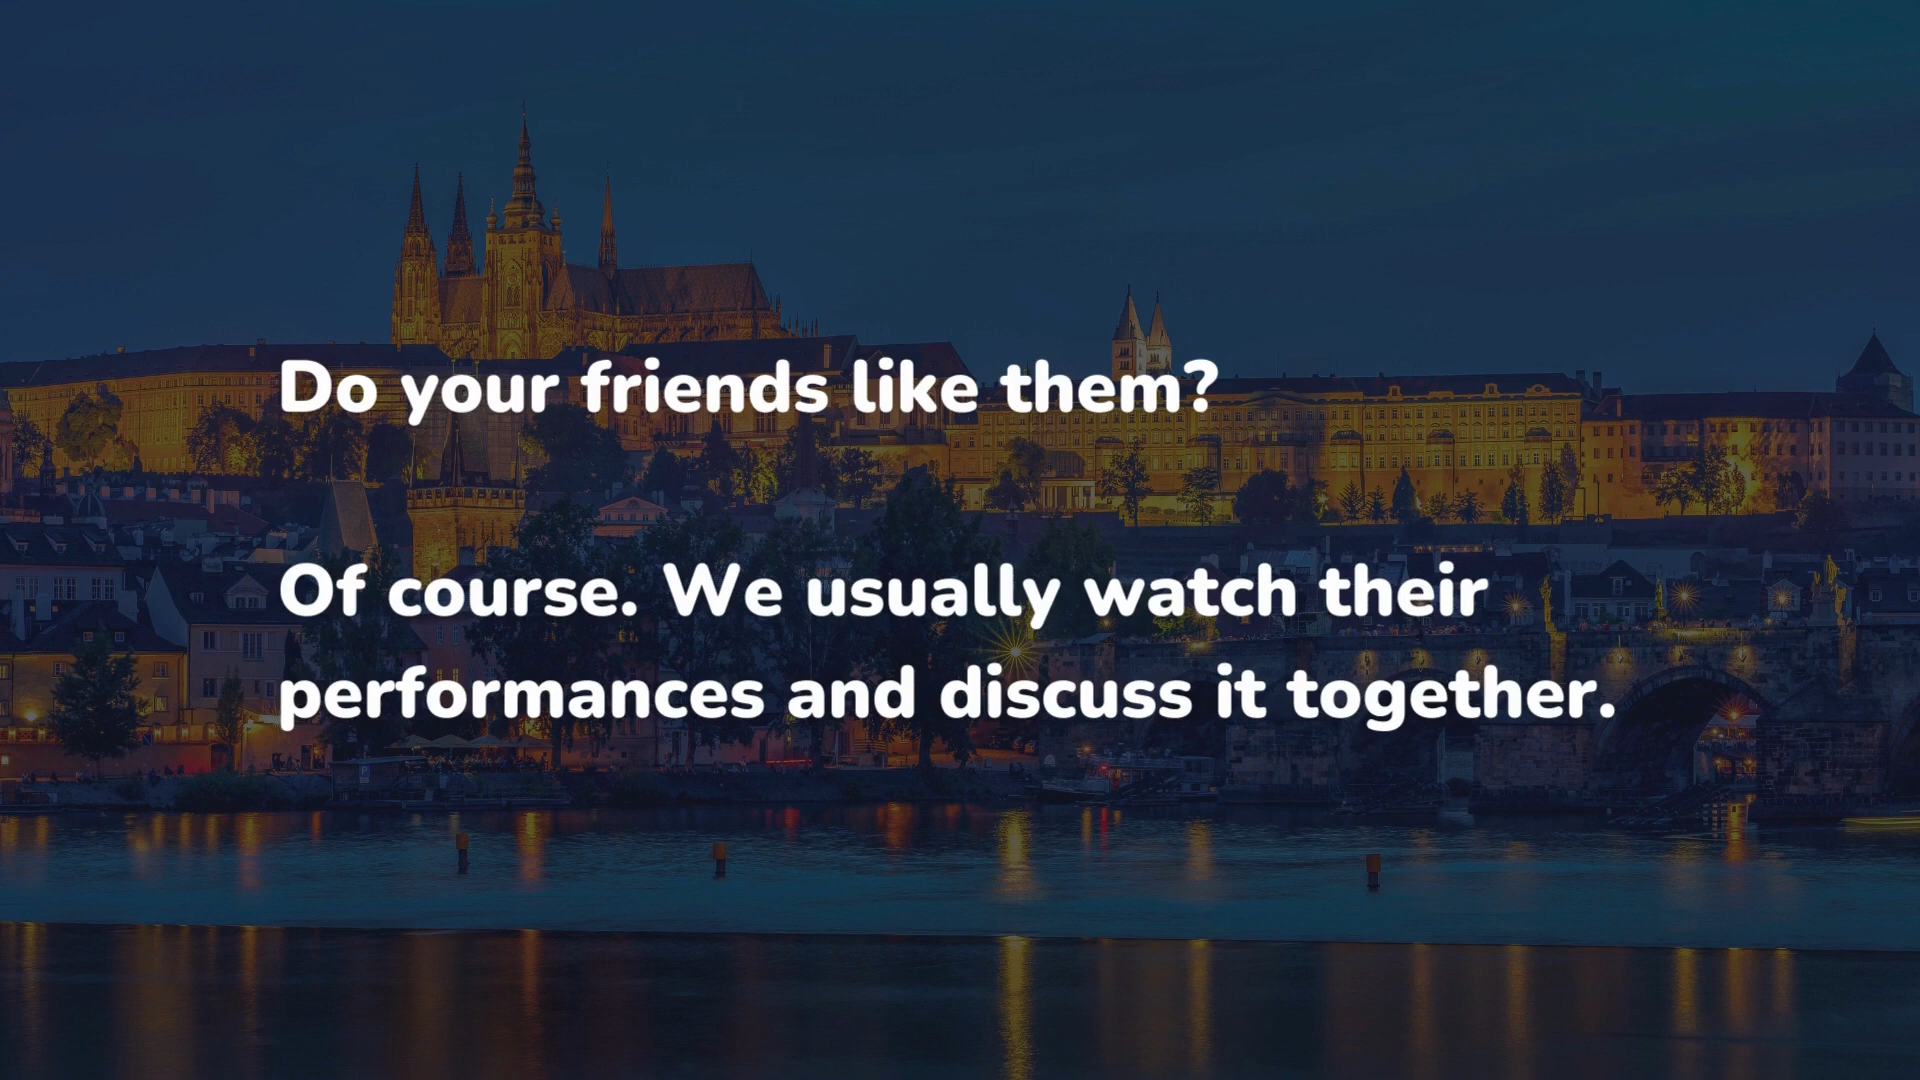 Do your friends like them?
Of course. We usually watch their
performances and discuss it together.